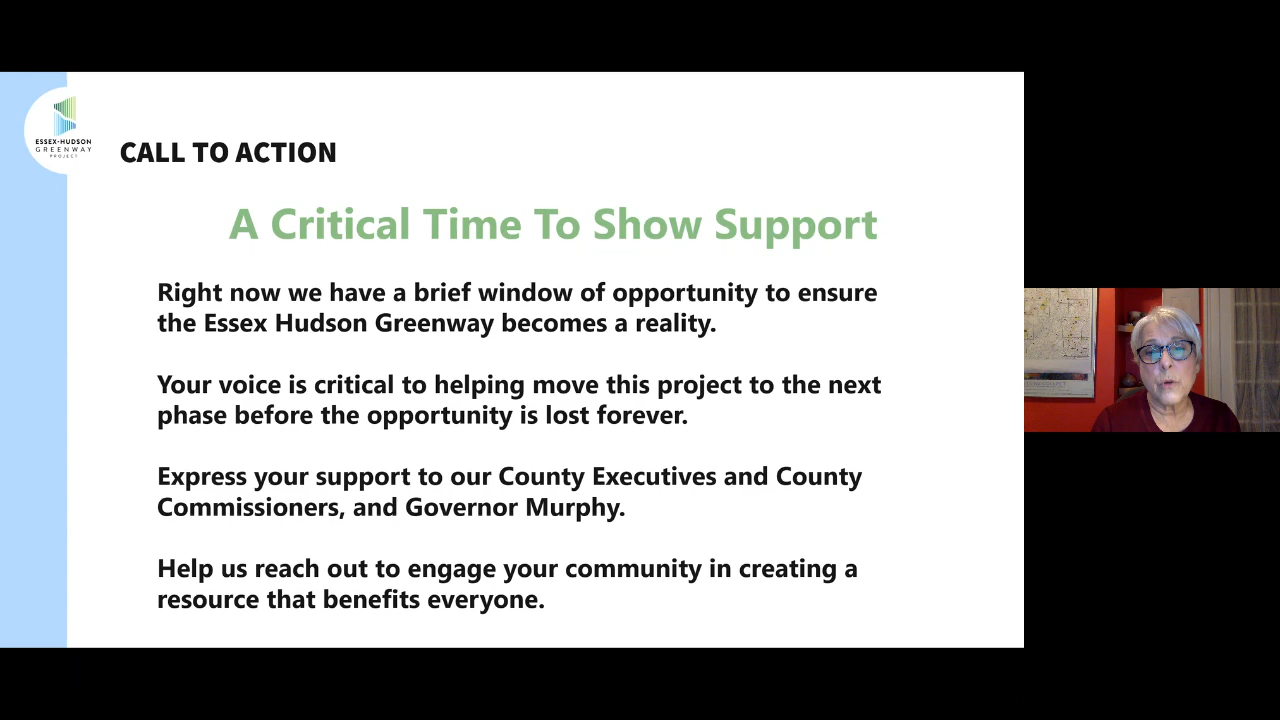 ESSEX-HUDSON
GREENWAY
PROJECT
CALL TO ACTION
A Critical Time To Show Support
Right now we have a brief window of opportunity to ensure
the Essex Hudson Greenway becomes a reality.
Your voice is critical to helping move this project to the next
phase before the opportunity is lost forever.
Express your support to our County Executives and County
Commissioners, and Governor Murphy.
Help us reach out to engage your community in creating a
resource that benefits everyone.